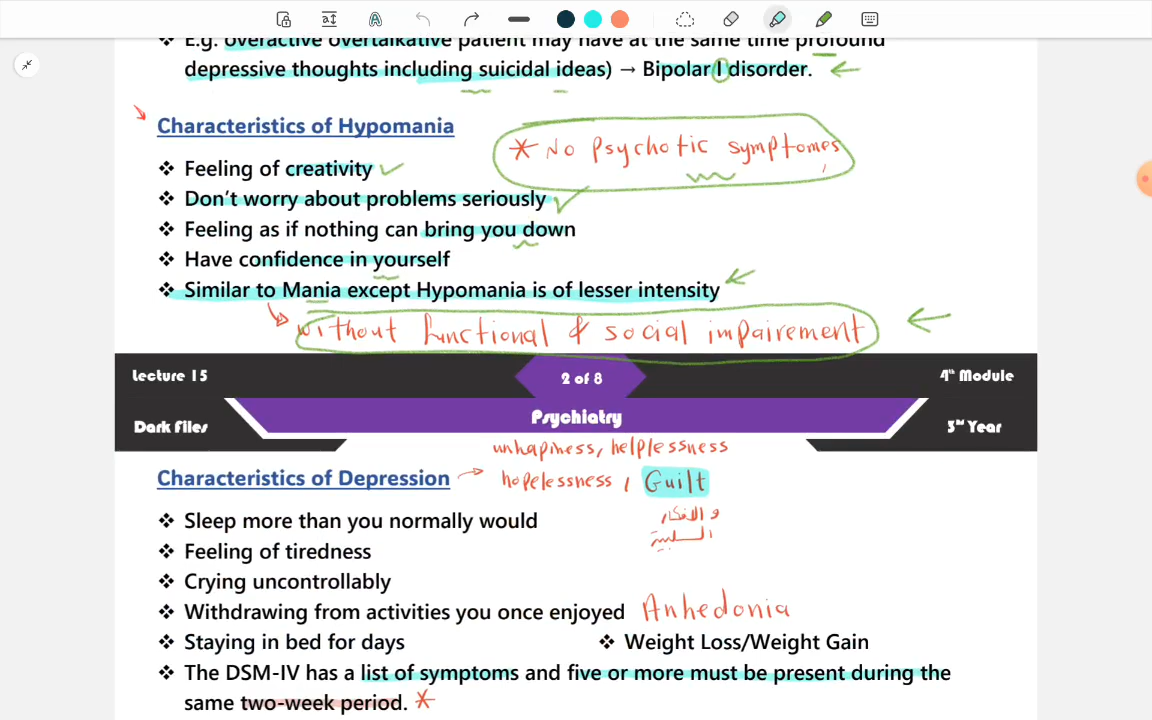 ❖ E.g. overactive overtalkative patient may have at the same time profound
depressive thoughts including suicidal ideas) → Bipolar I disorder.
Characteristics of Hypomania
* No psychotic symptomes
❖ Feeling of creativity
❖ Don't worry about problems seriously
❖ Feeling as if nothing can bring you down
❖ Have confidence in yourself
❖ Similar to Mania except Hypomania is of lesser intensity
without functional & social impairement
Lecture 15 2 of 8 4th Module
Dark Files Psychiatry 3rd Year
unhapiness, helplessness
Characteristics of Depression → hopelessness, Guilt
والافكار
السلبية
❖ Sleep more than you normally would
❖ Feeling of tiredness
❖ Crying uncontrollably
❖ Withdrawing from activities you once enjoyed Anhedonia
❖ Staying in bed for days ❖ Weight Loss/Weight Gain
❖ The DSM-IV has a list of symptoms and five or more must be present during the
same two-week period. *